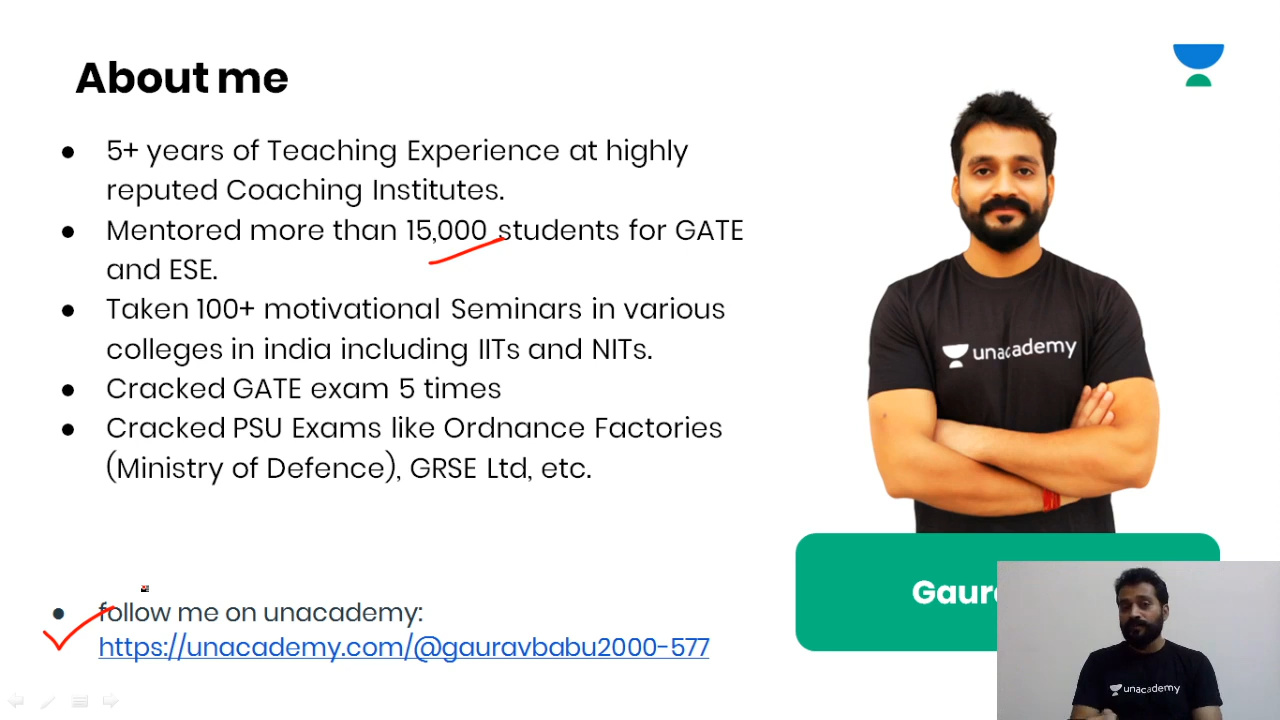 About me
● 5+ years of Teaching Experience at highly
reputed Coaching Institutes.
● Mentored more than 15,000 students for GATE
and ESE.
● Taken 100+ motivational Seminars in various
colleges in india including IITs and NITs.
● Cracked GATE exam 5 times
● Cracked PSU Exams like Ordnance Factories
(Ministry of Defence), GRSE Ltd, etc.
● follow me on unacademy:
https://unacademy.com/@gauravbabu2000-577
unacademy
unacademy